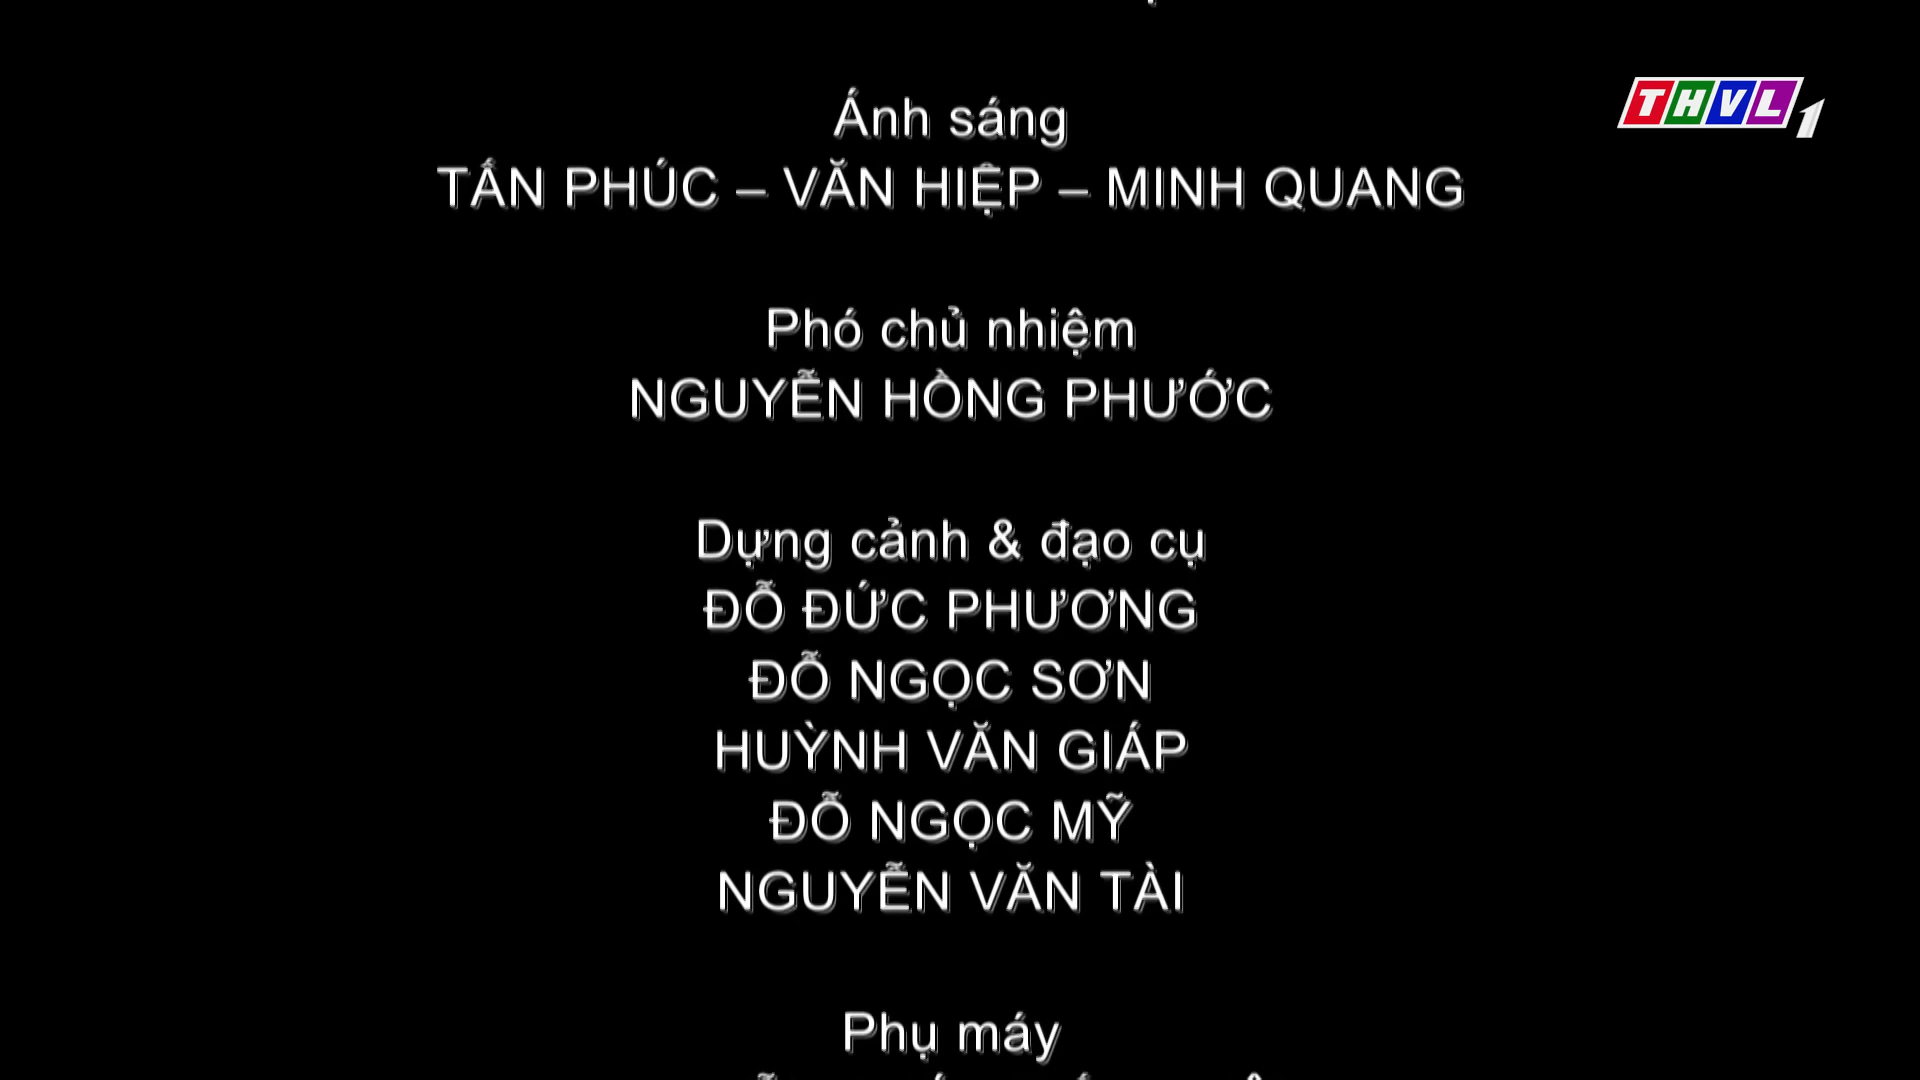 THVL1
Ánh sáng
TẤN PHÚC – VĂN HIỆP – MINH QUANG
Phó chủ nhiệm
NGUYỄN HỒNG PHƯỚC
Dựng cảnh & đạo cụ
ĐỖ ĐỨC PHƯƠNG
ĐỖ NGỌC SƠN
HUỲNH VĂN GIÁP
ĐỖ NGỌC MỸ
NGUYỄN VĂN TÀI
Phụ máy